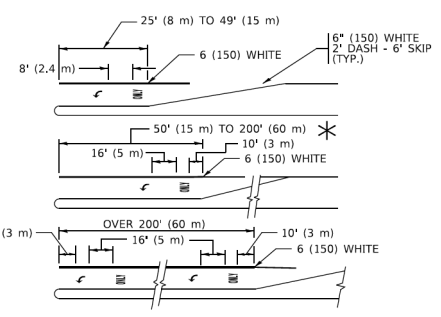 25' (8 m) TO 49' (15 m)
6" (150) WHITE
2' DASH - 6' SKIP
(TYP.)
6 (150) WHITE
8' (2.4 m)
ONLY
50' (15 m) TO 200' (60 m)
16' (5 m)
10' (3 m)
6 (150) WHITE
ONLY
OVER 200' (60 m)
(3 m)
16' (5 m)
10' (3 m)
6 (150) WHITE
ONLY
ONLY